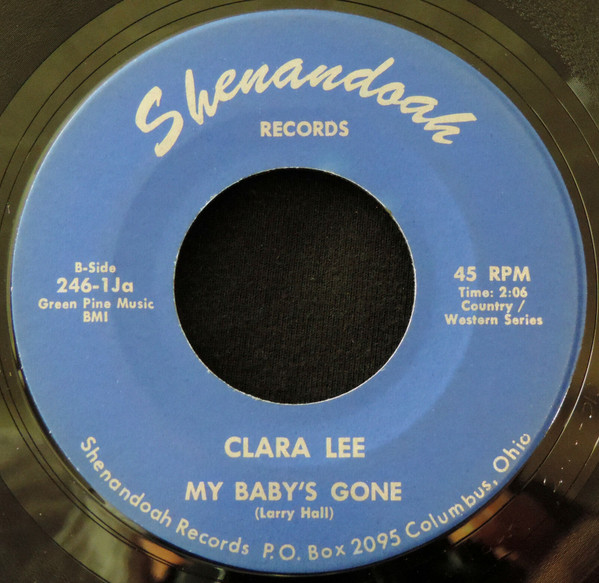 Shenandoah
RECORDS
B-Side
246-1Ja
Green Pine Music
BMI
45 RPM
Time: 2:06
Country /
Western Series
CLARA LEE
MY BABY'S GONE
(Larry Hall)
Shenandoah Records P.O. Box 2095 Columbus, Ohio